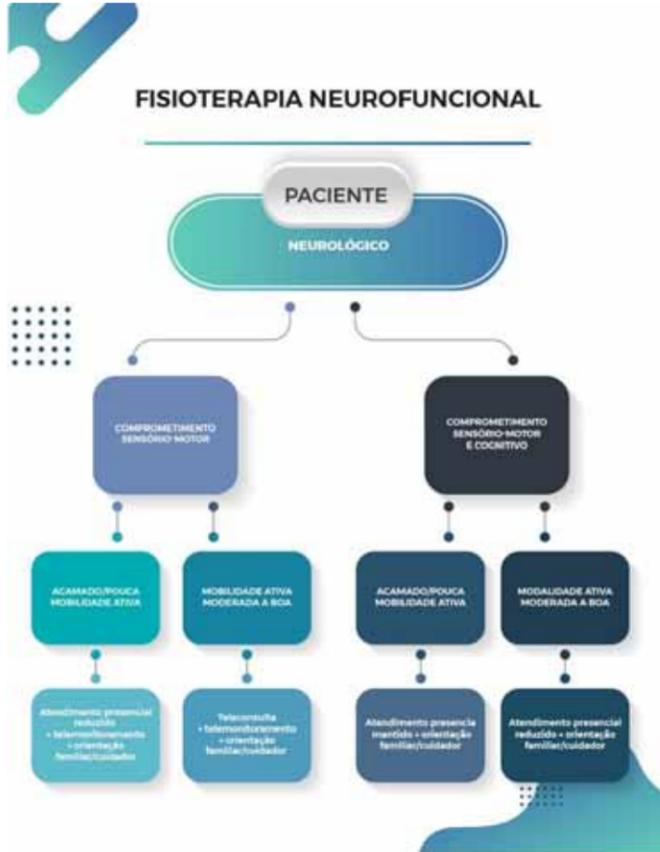 FISIOTERAPIA NEUROFUNCIONAL
PACIENTE
NEUROLÓGICO
COMPROMETIMENTO
SENSÓRIO-MOTOR
COMPROMETIMENTO
SENSÓRIO-MOTOR
E COGNITIVO
ACAMADO/POUCA
MOBILIDADE ATIVA
MOBILIDADE ATIVA
MODERADA A BOA
ACAMADO/POUCA
MOBILIDADE ATIVA
MODALIDADE ATIVA
MODERADA A BOA
Atendimento presencial
reduzido
+ telemonitoramento
+ orientação
familiar/cuidador
Teleconsulta
+ telemonitoramento
+ orientação
familiar/cuidador
Atendimento presencia
mantido + orientação
familiar/cuidador
Atendimento presencial
reduzido + orientação
familiar/cuidador